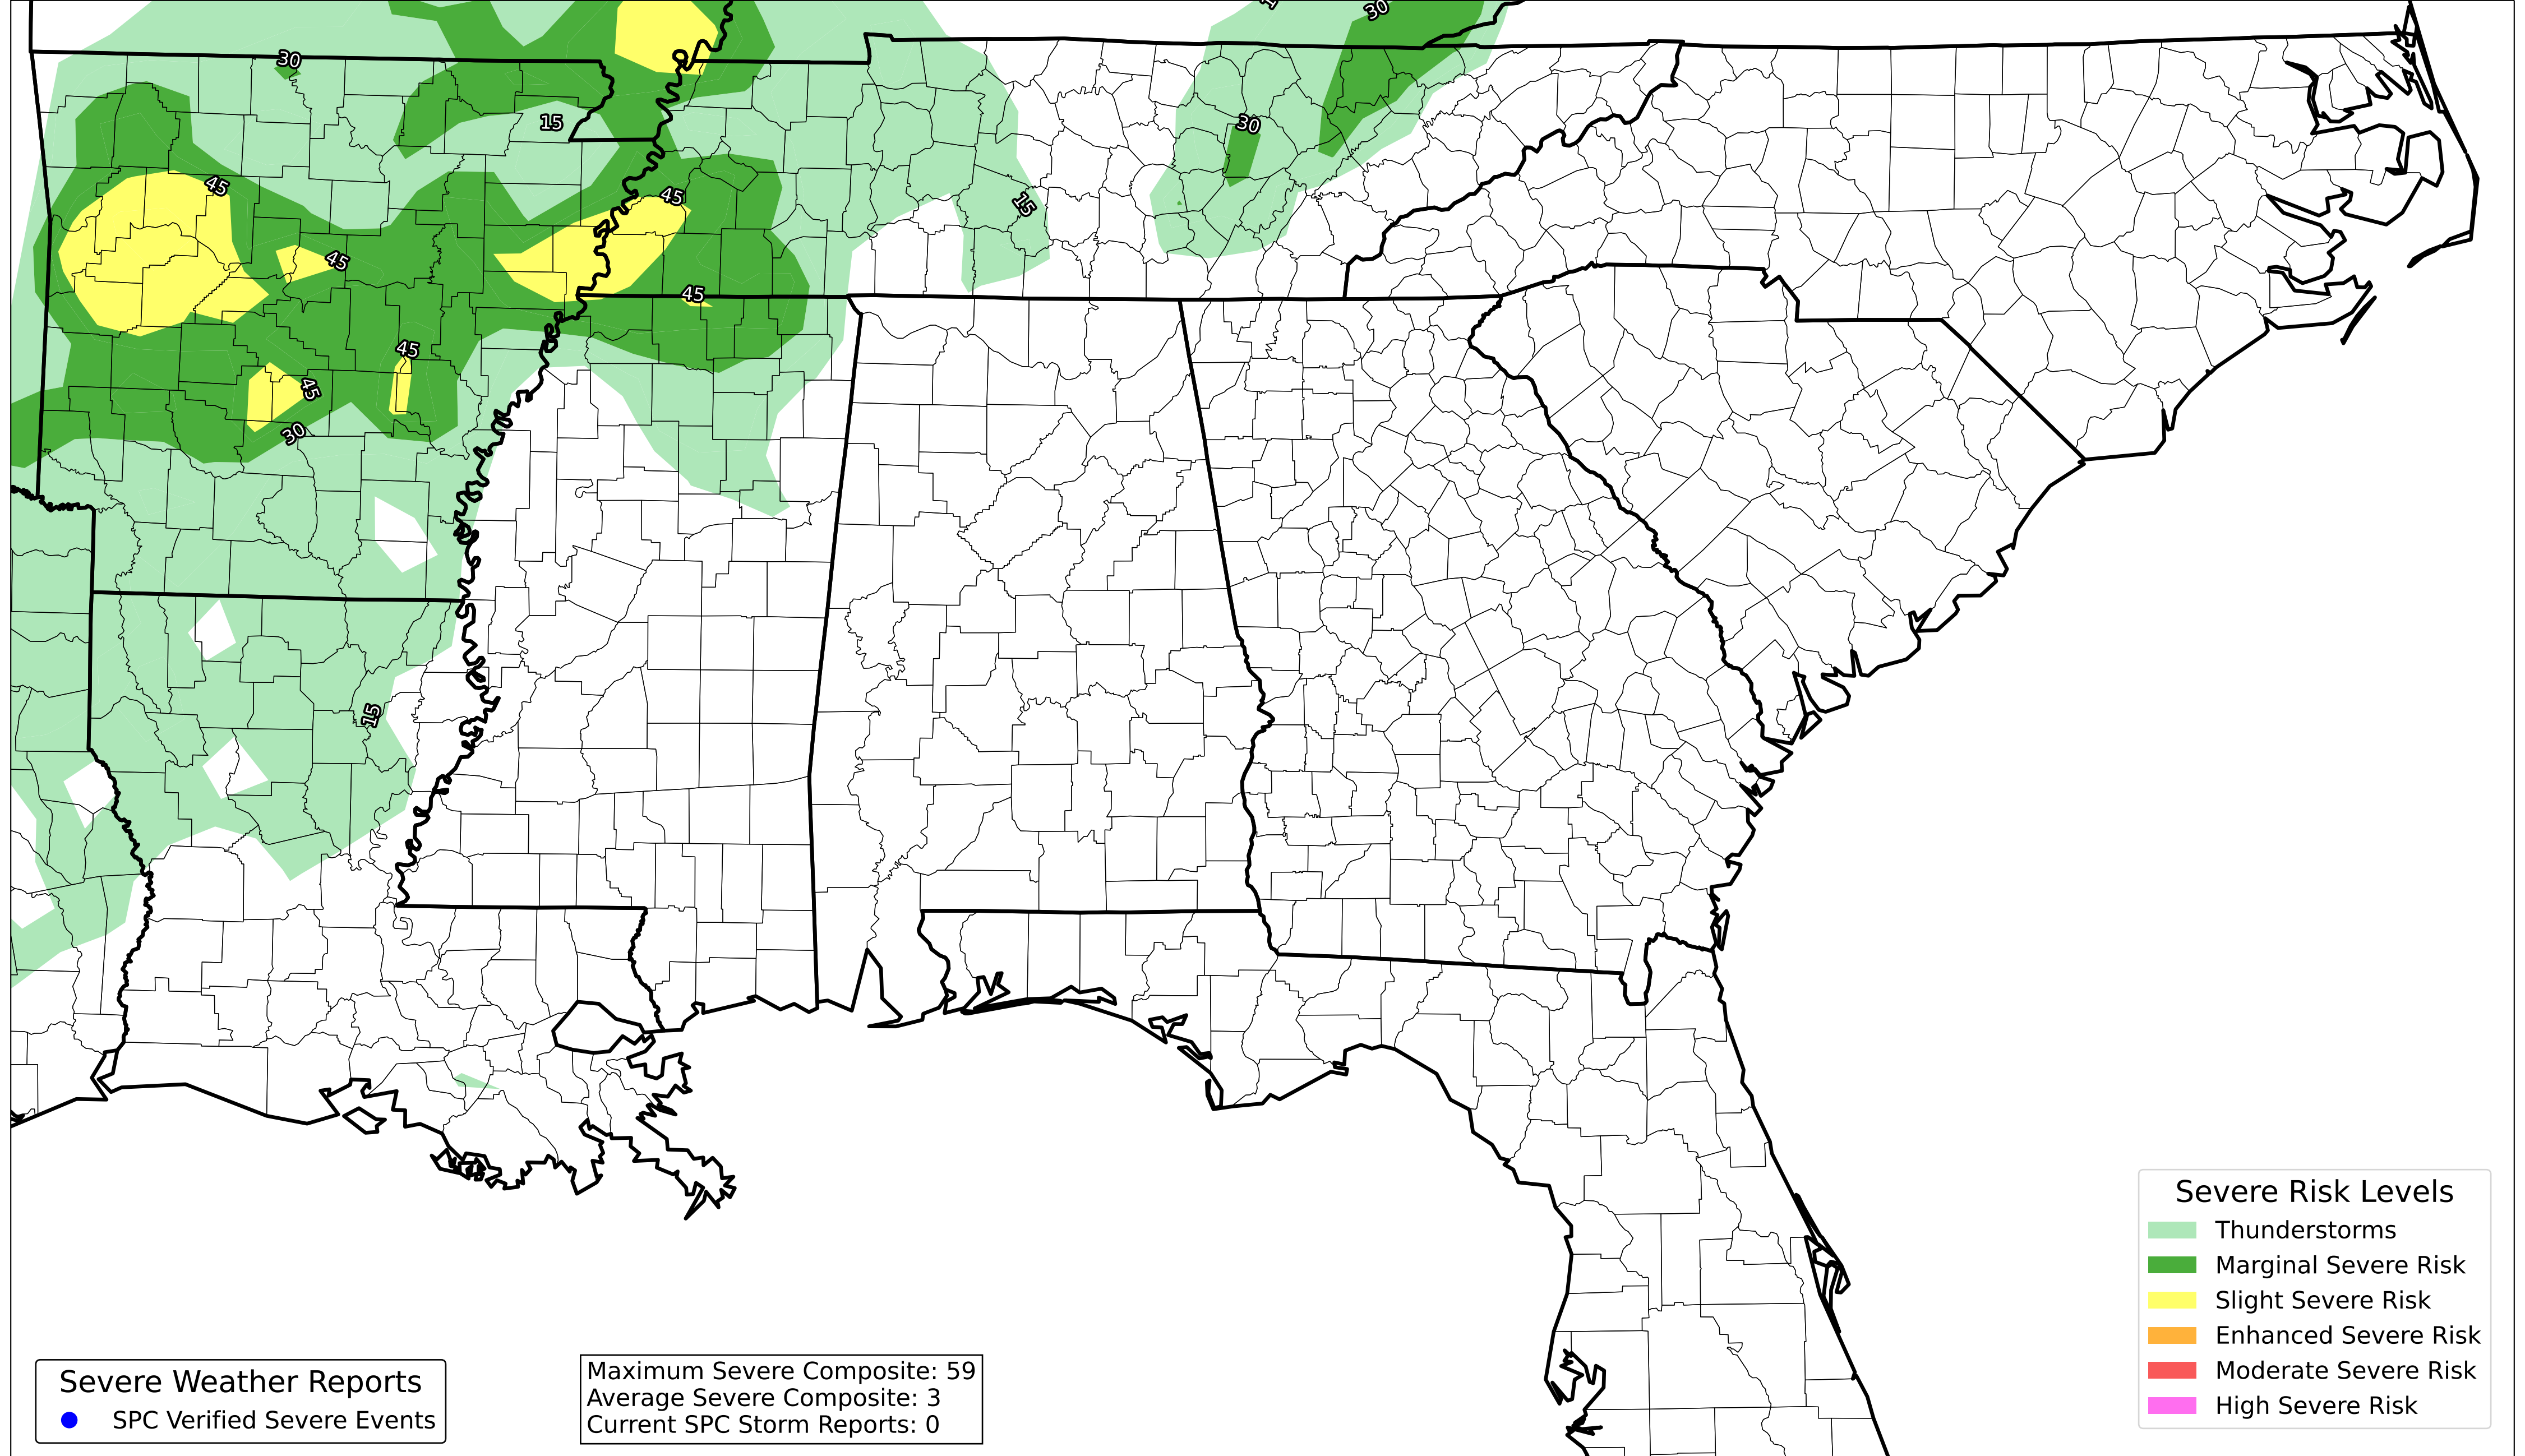 30
30
15
30
45
45
15
45
45
45
45
30
15
Severe Risk Levels
Thunderstorms
Marginal Severe Risk
Slight Severe Risk
Enhanced Severe Risk
Moderate Severe Risk
High Severe Risk
Severe Weather Reports
SPC Verified Severe Events
Maximum Severe Composite: 59
Average Severe Composite: 3
Current SPC Storm Reports: 0